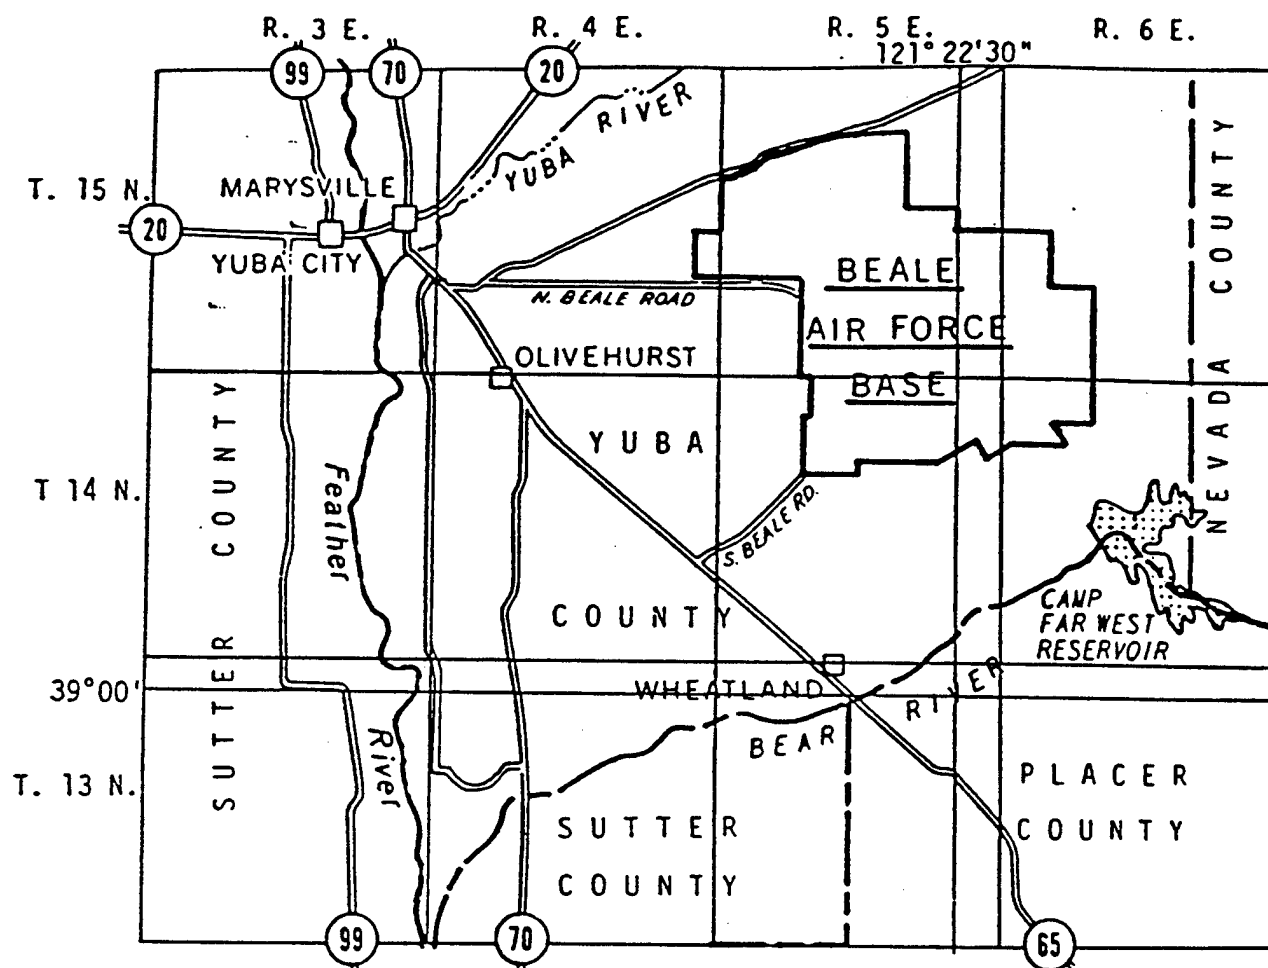 R. 3 E.
R. 4 E.
R. 5 E.
R. 6 E.
121° 22'30"
99
70
20
YUBA RIVER
T. 15 N.
MARYSVILLE
20
YUBA CITY
N. BEALE ROAD
BEALE
AIR FORCE
BASE
NEVADA COUNTY
OLIVEHURST
SUTTER COUNTY
YUBA
COUNTY
T 14 N.
Feather
River
S. BEALE RD.
CAMP
FAR WEST
RESERVOIR
39°00'
WHEATLAND
BEAR RIVER
T. 13 N.
SUTTER
COUNTY
PLACER
COUNTY
99
70
65